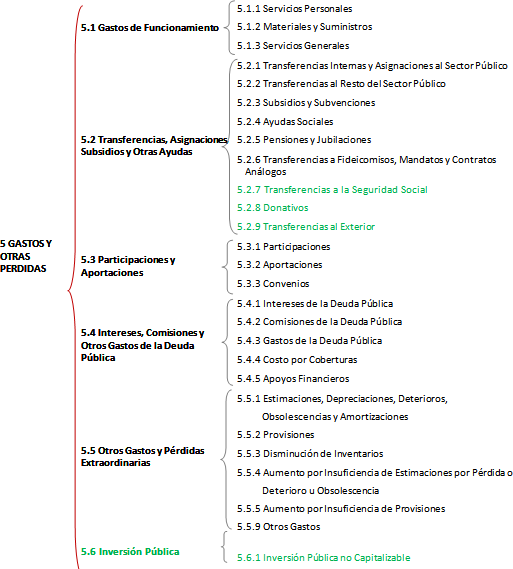 5 GASTOS Y
OTRAS
PERDIDAS
5.1 Gastos de Funcionamiento
5.1.1 Servicios Personales
5.1.2 Materiales y Suministros
5.1.3 Servicios Generales
5.2 Transferencias, Asignaciones
Subsidios y Otras Ayudas
5.2.1 Transferencias Internas y Asignaciones al Sector Público
5.2.2 Transferencias al Resto del Sector Público
5.2.3 Subsidios y Subvenciones
5.2.4 Ayudas Sociales
5.2.5 Pensiones y Jubilaciones
5.2.6 Transferencias a Fideicomisos, Mandatos y Contratos
Análogos
5.2.7 Transferencias a la Seguridad Social
5.2.8 Donativos
5.2.9 Transferencias al Exterior
5.3 Participaciones y
Aportaciones
5.3.1 Participaciones
5.3.2 Aportaciones
5.3.3 Convenios
5.4 Intereses, Comisiones y
Otros Gastos de la Deuda
Pública
5.4.1 Intereses de la Deuda Pública
5.4.2 Comisiones de la Deuda Pública
5.4.3 Gastos de la Deuda Pública
5.4.4 Costo por Coberturas
5.4.5 Apoyos Financieros
5.5 Otros Gastos y Pérdidas
Extraordinarias
5.5.1 Estimaciones, Depreciaciones, Deterioros,
Obsolescencias y Amortizaciones
5.5.2 Provisiones
5.5.3 Disminución de Inventarios
5.5.4 Aumento por Insuficiencia de Estimaciones por Pérdida o
Deterioro u Obsolescencia
5.5.5 Aumento por Insuficiencia de Provisiones
5.5.9 Otros Gastos
5.6 Inversión Pública
5.6.1 Inversión Pública no Capitalizable